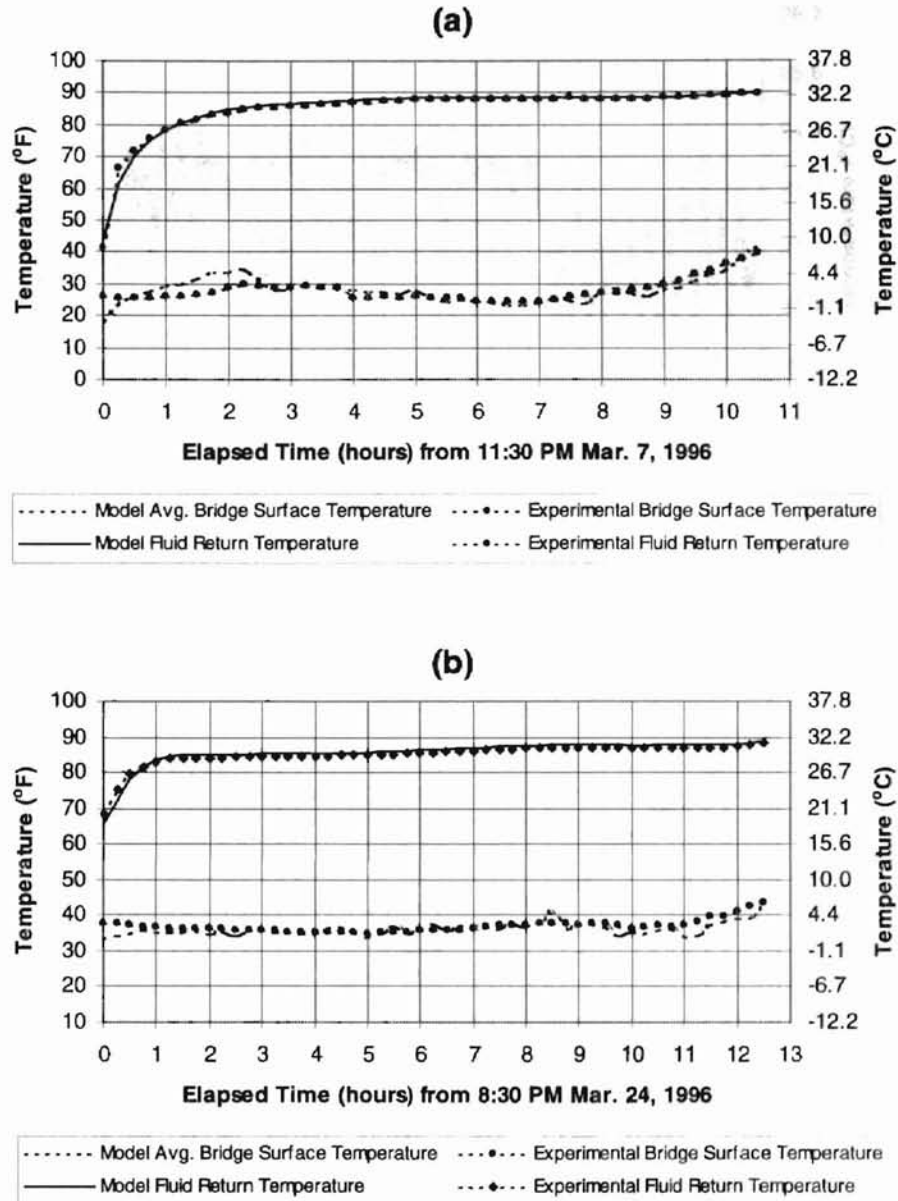 (a)
Temperature (°F)
100
90
80
70
60
50
40
30
20
10
0
37.8
32.2
26.7
21.1
15.6
10.0
4.4
-1.1
-6.7
-12.2
Temperature (°C)
0 1 2 3 4 5 6 7 8 9 10 11
Elapsed Time (hours) from 11:30 PM Mar. 7, 1996
Model Avg. Bridge Surface Temperature
Experimental Bridge Surface Temperature
Model Fluid Return Temperature
Experimental Fluid Return Temperature
(b)
Temperature (°F)
100
90
80
70
60
50
40
30
20
10
37.8
32.2
26.7
21.1
15.6
10.0
4.4
-1.1
-6.7
-12.2
Temperature (°C)
0 1 2 3 4 5 6 7 8 9 10 11 12 13
Elapsed Time (hours) from 8:30 PM Mar. 24, 1996
Model Avg. Bridge Surface Temperature
Experimental Bridge Surface Temperature
Model Fluid Return Temperature
Experimental Fluid Return Temperature